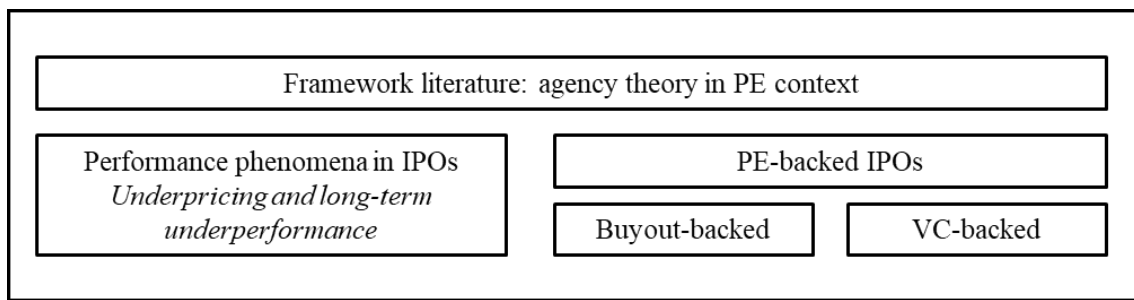 Framework literature: agency theory in PE context
Performance phenomena in IPOs
Underpricing and long-term
underperformance
PE-backed IPOs
Buyout-backed
VC-backed